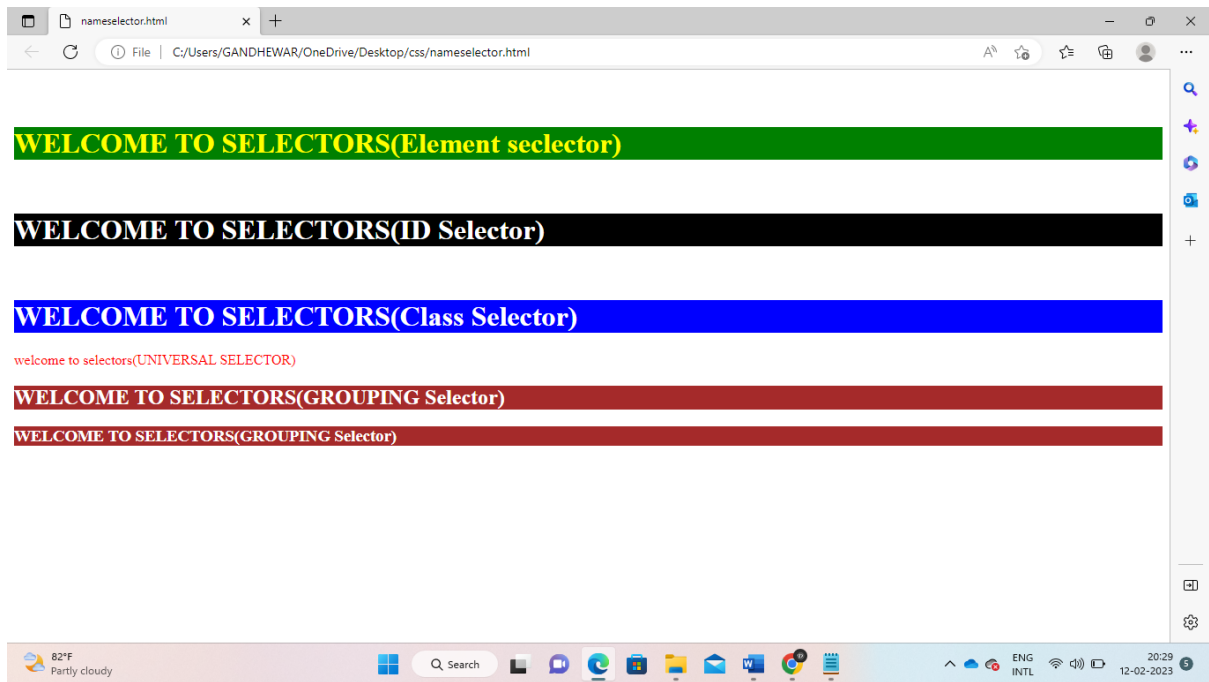 nameselector.html
File | C:/Users/GANDHEWAR/OneDrive/Desktop/css/nameselector.html
WELCOME TO SELECTORS(Element seclector)
WELCOME TO SELECTORS(ID Selector)
WELCOME TO SELECTORS(Class Selector)
welcome to selectors(UNIVERSAL SELECTOR)
WELCOME TO SELECTORS(GROUPING Selector)
WELCOME TO SELECTORS(GROUPING Selector)
82°F
Partly cloudy
Search
ENG
INTL
20:29
12-02-2023
5